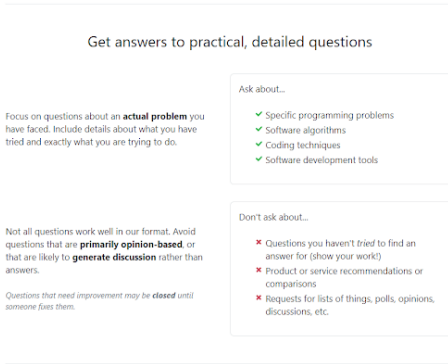 Get answers to practical, detailed questions
Focus on questions about an actual problem you
have faced. Include details about what you have
tried and exactly what you are trying to do.
Ask about...
Specific programming problems
Software algorithms
Coding techniques
Software development tools
Not all questions work well in our format. Avoid
questions that are primarily opinion-based, or
that are likely to generate discussion rather than
answers.
Questions that need improvement may be closed until
someone fixes them.
Don't ask about...
Questions you haven't tried to find an
answer for (show your work!)
Product or service recommendations or
comparisons
Requests for lists of things, polls, opinions,
discussions, etc.